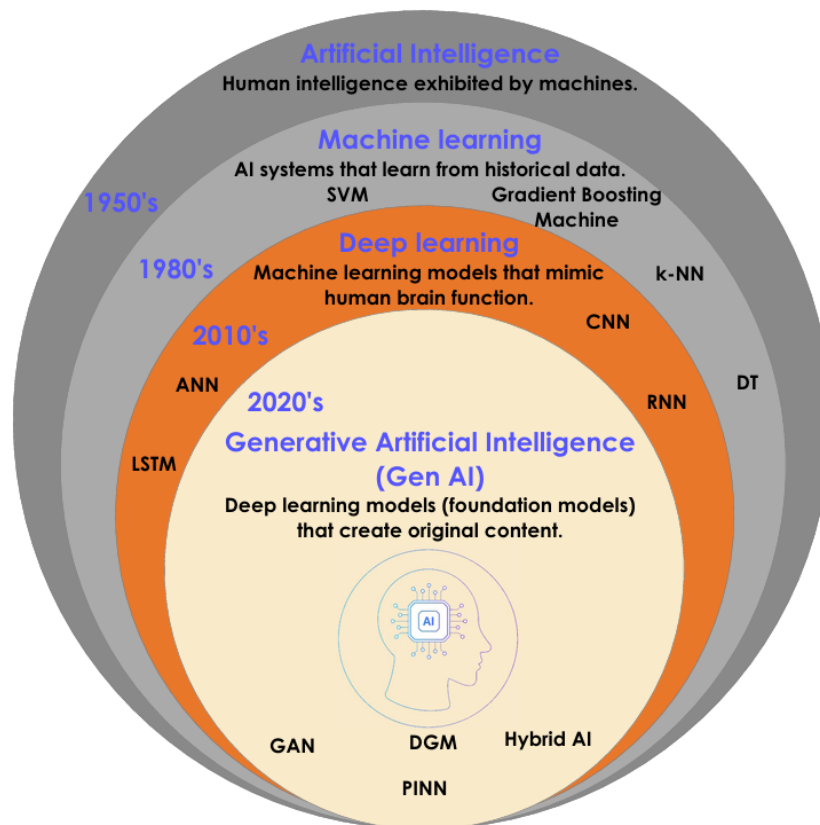 Artificial Intelligence
Human intelligence exhibited by machines.
Machine learning
AI systems that learn from historical data.
SVM
Gradient Boosting
Machine
1950's
1980's
Deep learning
Machine learning models that mimic
human brain function.
k-NN
CNN
2010's
ANN
DT
2020's
RNN
Generative Artificial Intelligence
(Gen AI)
LSTM
Deep learning models (foundation models)
that create original content.
AI
GAN
DGM
Hybrid AI
PINN